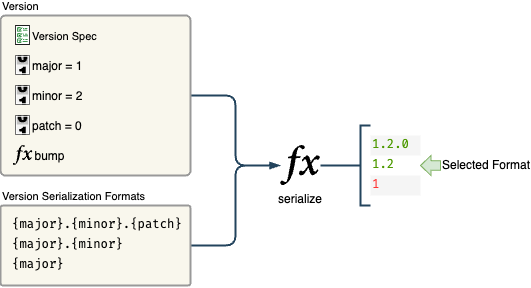 Version
Version Spec
major = 1
minor = 2
patch = 0
fx bump
Version Serialization Formats
{major}.{minor}.{patch}
{major}.{minor}
{major}
fx
serialize
1.2.0
1.2
1
Selected Format